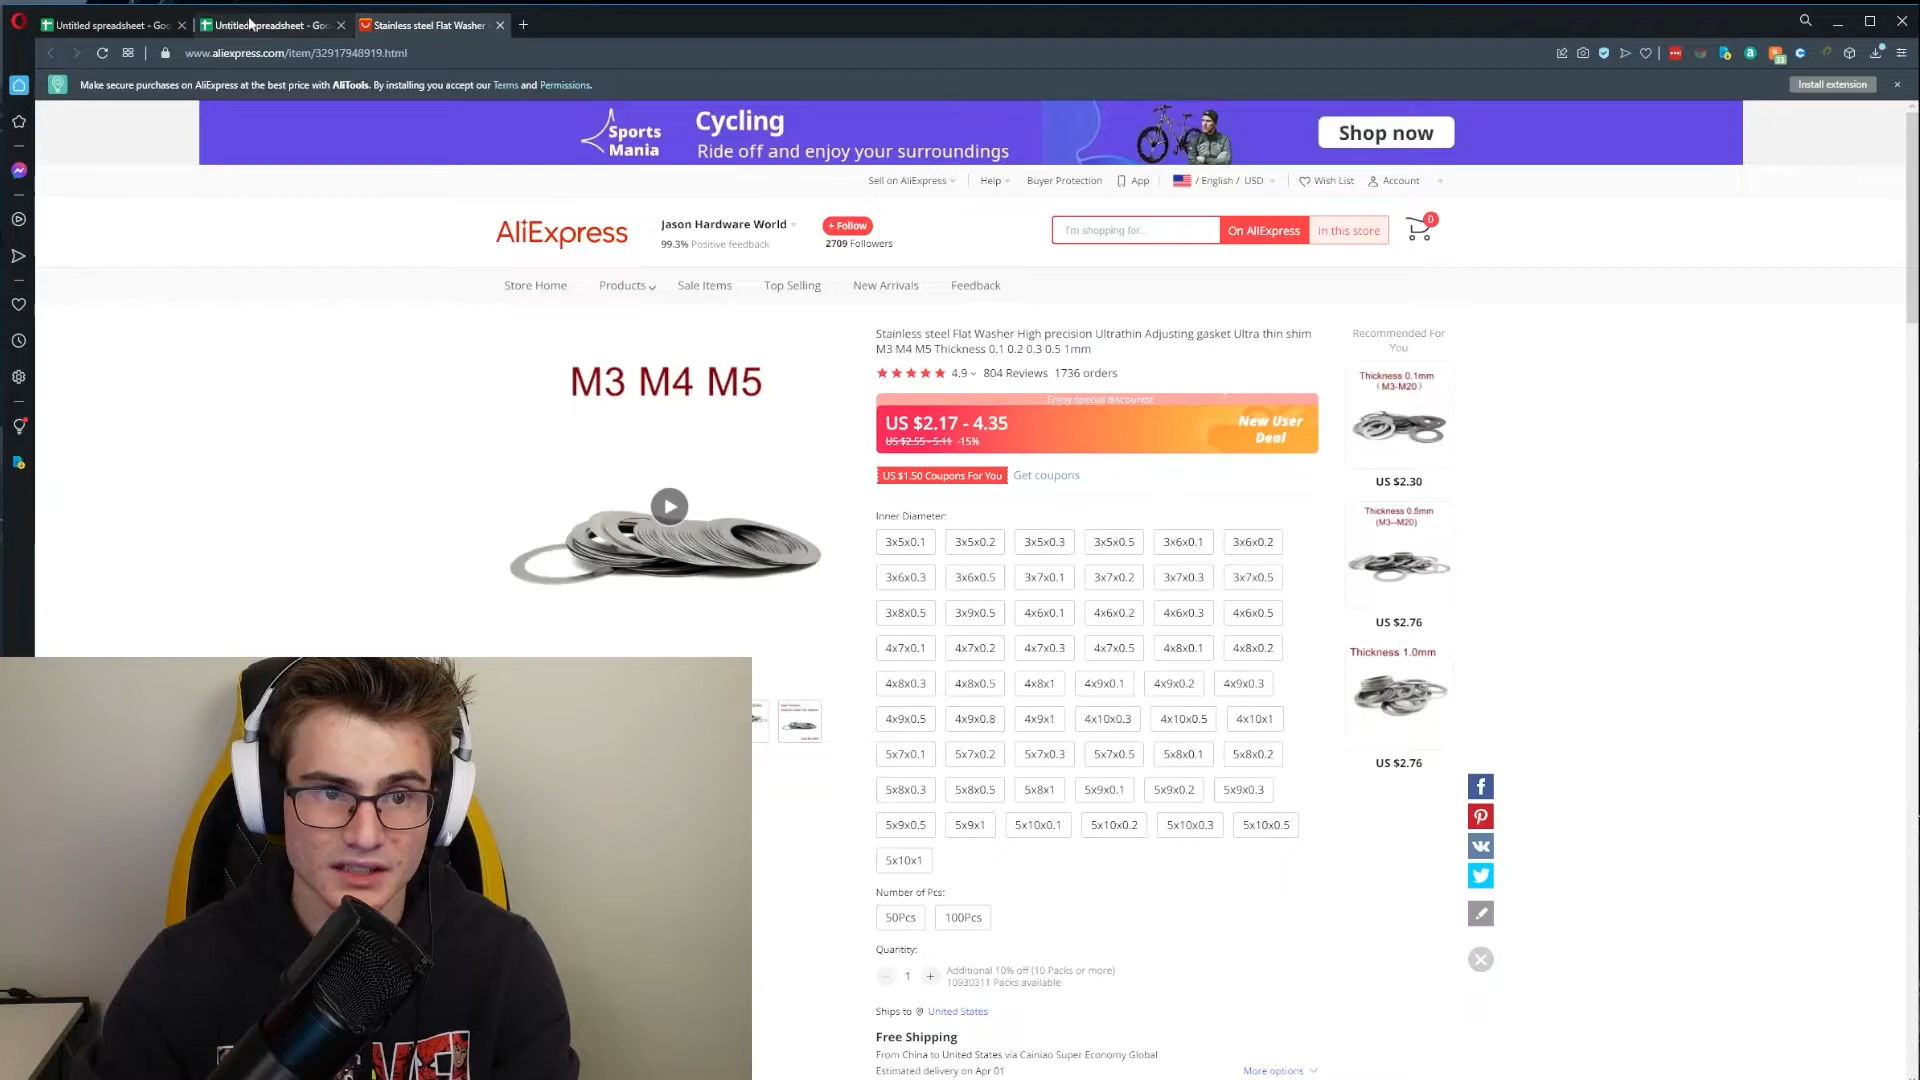 Untitled spreadsheet - Goo
Untitled spreadsheet - Goo
Stainless steel Flat Washer
www.aliexpress.com/item/32917948919.html
Make secure purchases on AliExpress at the best price with AliTools. By installing you accept our Terms and Permissions.
Install extension
Sports Mania
Cycling
Ride off and enjoy your surroundings
Shop now
Sell on AliExpress
Help
Buyer Protection
App
/ English / USD
Wish List
Account
AliExpress
Jason Hardware World
99.3% Positive feedback
+ Follow
2709 Followers
I'm shopping for...
On AliExpress
In this store
0
Store Home
Products
Sale Items
Top Selling
New Arrivals
Feedback
M3 M4 M5
Stainless steel Flat Washer High precision Ultrathin Adjusting gasket Ultra thin shim
M3 M4 M5 Thickness 0.1 0.2 0.3 0.5 1mm
4.9 804 Reviews 1736 orders
Enjoy special discounts!
US $2.17 - 4.35
US $2.55 - 5.11 -15%
New User
Deal
US $1.50 Coupons For You Get coupons
Inner Diameter:
3x5x0.1 3x5x0.2 3x5x0.3 3x5x0.5 3x6x0.1 3x6x0.2
3x6x0.3 3x6x0.5 3x7x0.1 3x7x0.2 3x7x0.3 3x7x0.5
3x8x0.5 3x9x0.5 4x6x0.1 4x6x0.2 4x6x0.3 4x6x0.5
4x7x0.1 4x7x0.2 4x7x0.3 4x7x0.5 4x8x0.1 4x8x0.2
4x8x0.3 4x8x0.5 4x8x1 4x9x0.1 4x9x0.2 4x9x0.3
4x9x0.5 4x9x0.8 4x9x1 4x10x0.3 4x10x0.5 4x10x1
5x7x0.1 5x7x0.2 5x7x0.3 5x7x0.5 5x8x0.1 5x8x0.2
5x8x0.3 5x8x0.5 5x8x1 5x9x0.1 5x9x0.2 5x9x0.3
5x9x0.5 5x9x1 5x10x0.1 5x10x0.2 5x10x0.3 5x10x0.5
5x10x1
Number of Pcs:
50Pcs 100Pcs
Quantity:
1
Additional 10% off (10 Packs or more)
10930311 Packs available
Ships to United States
Free Shipping
From China to United States via Cainiao Super Economy Global
Estimated delivery on Apr 01
More options
Recommended For
You
Thickness 0.1mm
(M3-M20)
US $2.30
Thickness 0.5mm
(M3--M20)
US $2.76
Thickness 1.0mm
US $2.76